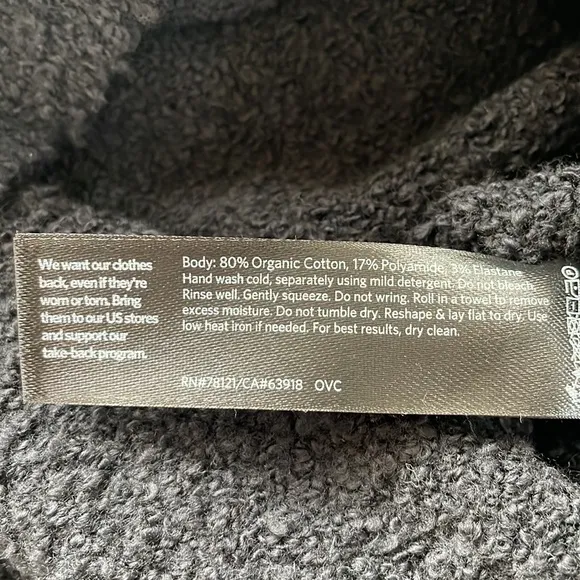 We want our clothes
back, even if they're
worn or torn. Bring
them to our US stores
and support our
take-back program.
Body: 80% Organic Cotton, 17% Polyamide, 3% Elastane
Hand wash cold, separately using mild detergent. Do not bleach.
Rinse well. Gently squeeze. Do not wring. Roll in a towel to remove
excess moisture. Do not tumble dry. Reshape & lay flat to dry. Use
low heat iron if needed. For best results, dry clean.
RN#78121/CA#63918 OVC